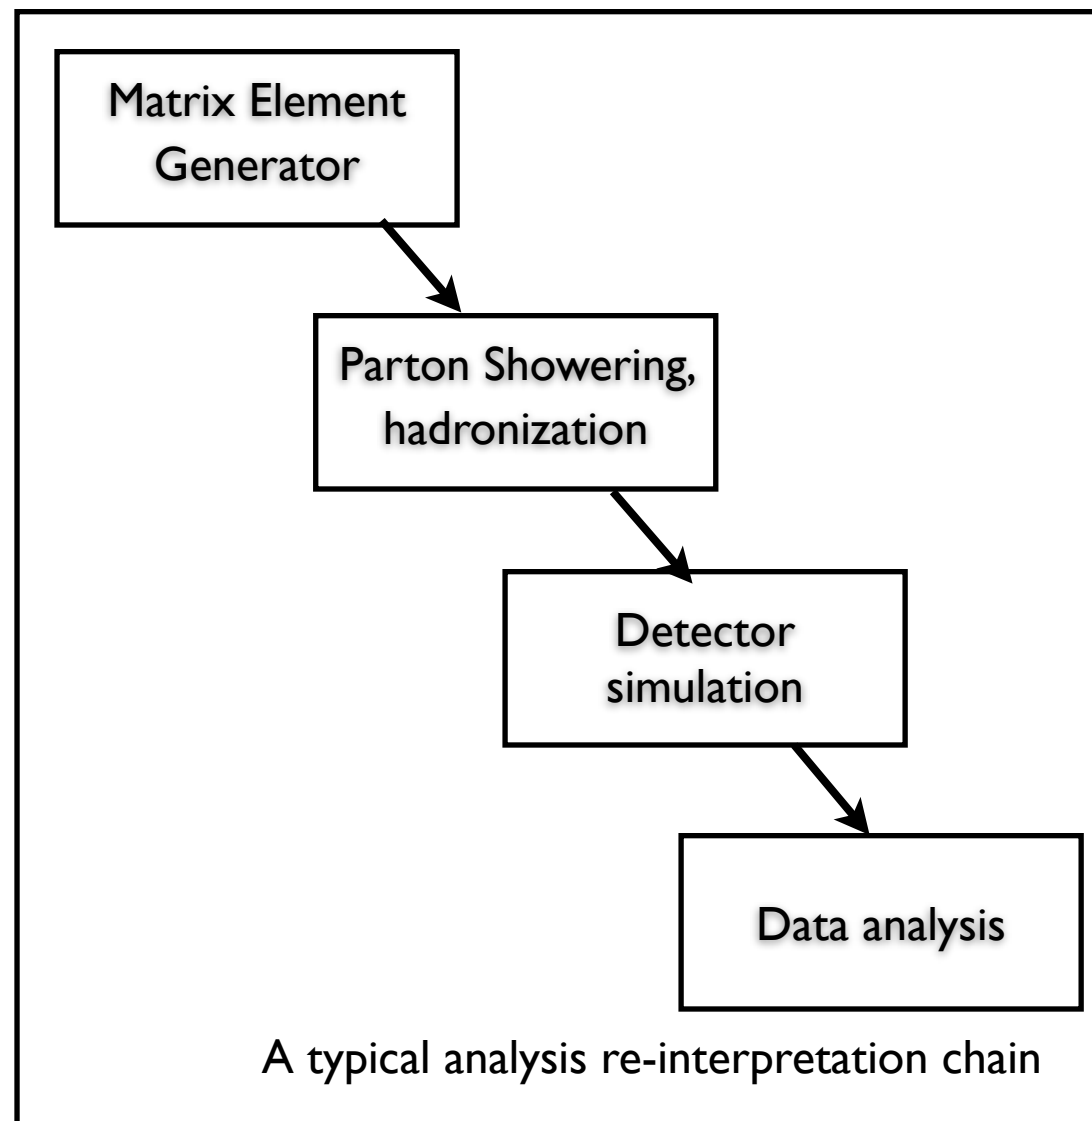 Matrix Element
Generator
Parton Showering,
hadronization
Detector
simulation
Data analysis
A typical analysis re-interpretation chain